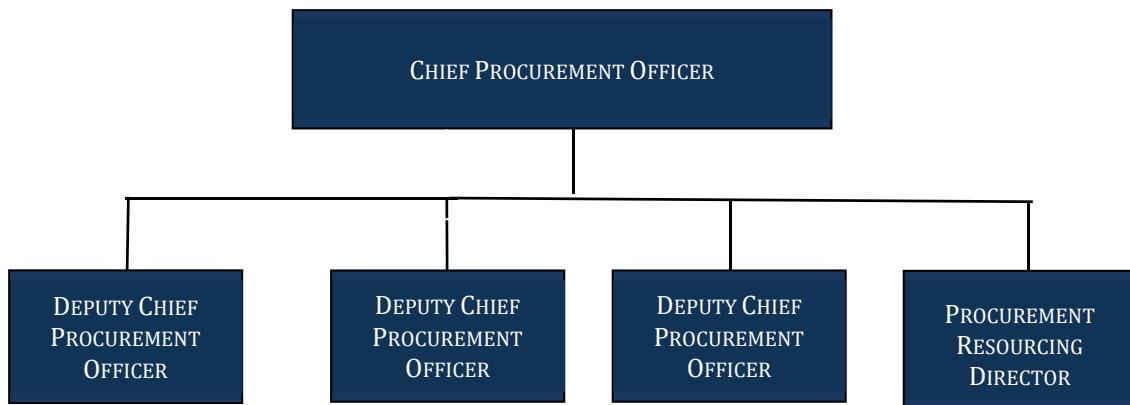 Chief Procurement Officer
Deputy Chief
Procurement
Officer
Deputy Chief
Procurement
Officer
Deputy Chief
Procurement
Officer
Procurement
Resourcing
Director